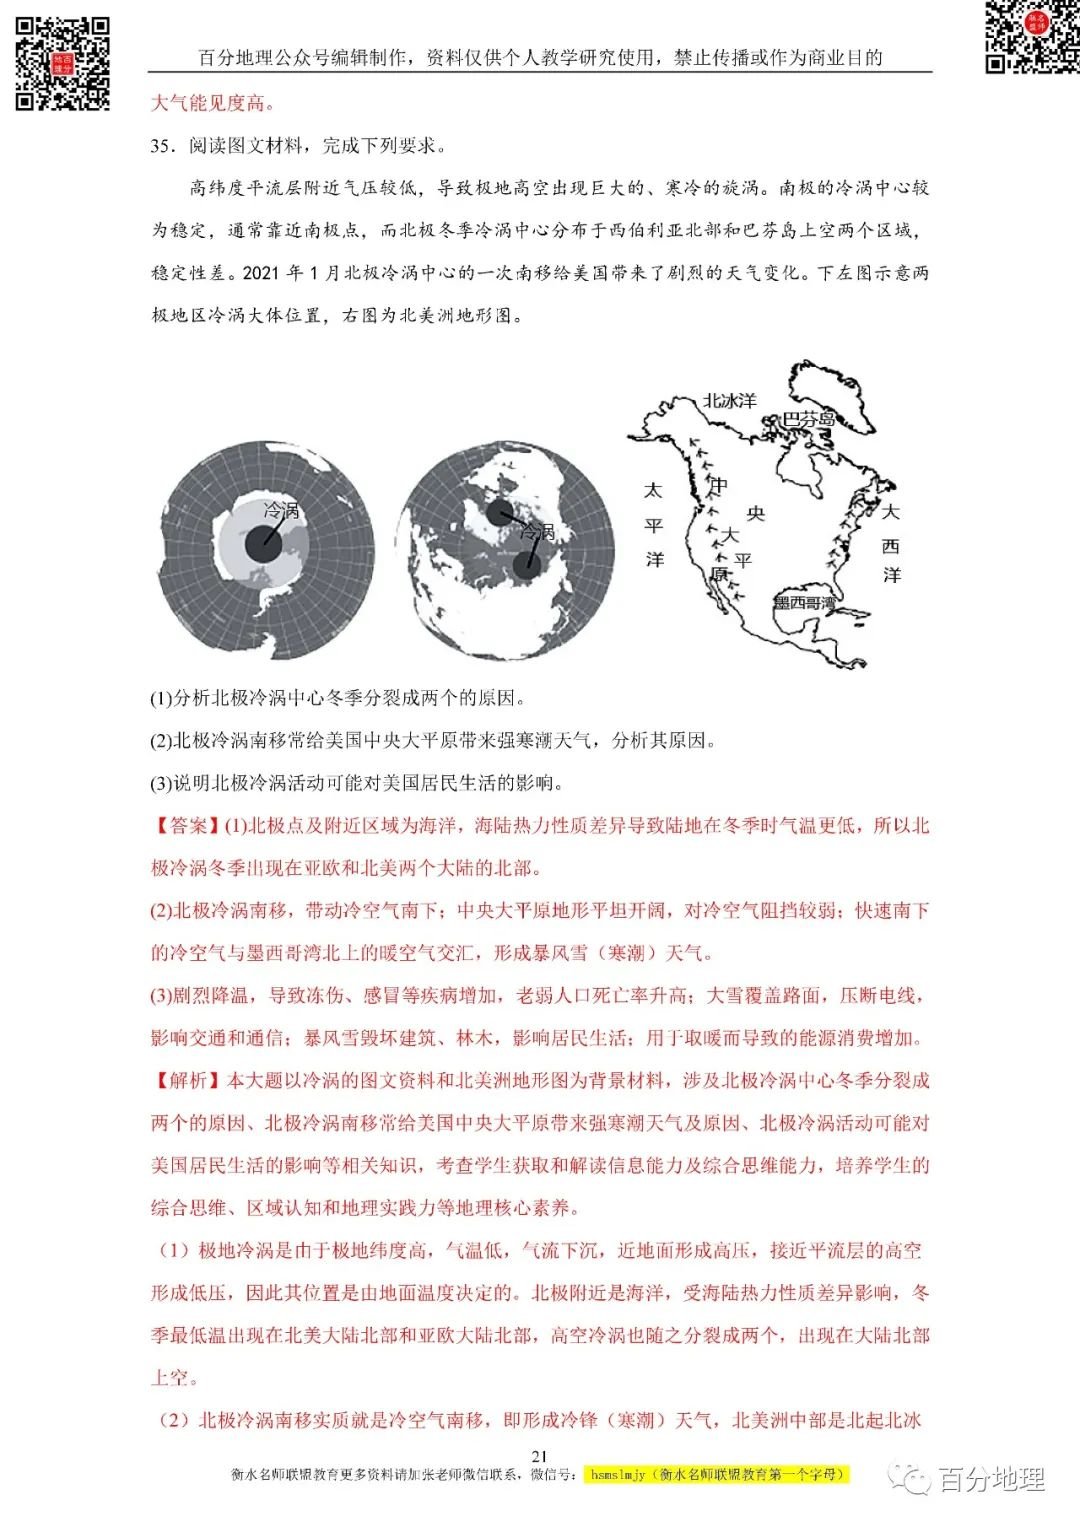 百分地理公众号编辑制作，资料仅供个人教学研究使用，禁止传播或作为商业目的
大气能见度高。
35．阅读图文材料，完成下列要求。
高纬度平流层附近气压较低，导致极地高空出现巨大的、寒冷的旋涡。南极的冷涡中心较
为稳定，通常靠近南极点，而北极冬季冷涡中心分布于西伯利亚北部和巴芬岛上空两个区域，
稳定性差。2021 年 1 月北极冷涡中心的一次南移给美国带来了剧烈的天气变化。下左图示意两
极地区冷涡大体位置，右图为北美洲地形图。
冷涡
冷涡
北冰洋
巴芬岛
太平洋
中央大平原
大西洋
墨西哥湾
(1)分析北极冷涡中心冬季分裂成两个的原因。
(2)北极冷涡南移常给美国中央大平原带来强寒潮天气，分析其原因。
(3)说明北极冷涡活动可能对美国居民生活的影响。
【答案】(1)北极点及附近区域为海洋，海陆热力性质差异导致陆地在冬季时气温更低，所以北
极冷涡冬季出现在亚欧和北美两个大陆的北部。
(2)北极冷涡南移，带动冷空气南下；中央大平原地形平坦开阔，对冷空气阻挡较弱；快速南下
的冷空气与墨西哥湾北上的暖空气交汇，形成暴风雪（寒潮）天气。
(3)剧烈降温，导致冻伤、感冒等疾病增加，老弱人口死亡率升高；大雪覆盖路面，压断电线，
影响交通和通信；暴风雪毁坏建筑、林木，影响居民生活；用于取暖而导致的能源消费增加。
【解析】本大题以冷涡的图文资料和北美洲地形图为背景材料，涉及北极冷涡中心冬季分裂成
两个的原因、北极冷涡南移常给美国中央大平原带来强寒潮天气及原因、北极冷涡活动可能对
美国居民生活的影响等相关知识，考查学生获取和解读信息能力及综合思维能力，培养学生的
综合思维、区域认知和地理实践力等地理核心素养。
（1）极地冷涡是由于极地纬度高，气温低，气流下沉，近地面形成高压，接近平流层的高空
形成低压，因此其位置是由地面温度决定的。北极附近是海洋，受海陆热力性质差异影响，冬
季最低温出现在北美大陆北部和亚欧大陆北部，高空冷涡也随之分裂成两个，出现在大陆北部
上空。
（2）北极冷涡南移实质就是冷空气南移，即形成冷锋（寒潮）天气，北美洲中部是北起北冰
21
衡水名师联盟教育更多资料请加张老师微信联系，微信号： hsmslmjy（衡水名师联盟教育第一个字母）
百分地理